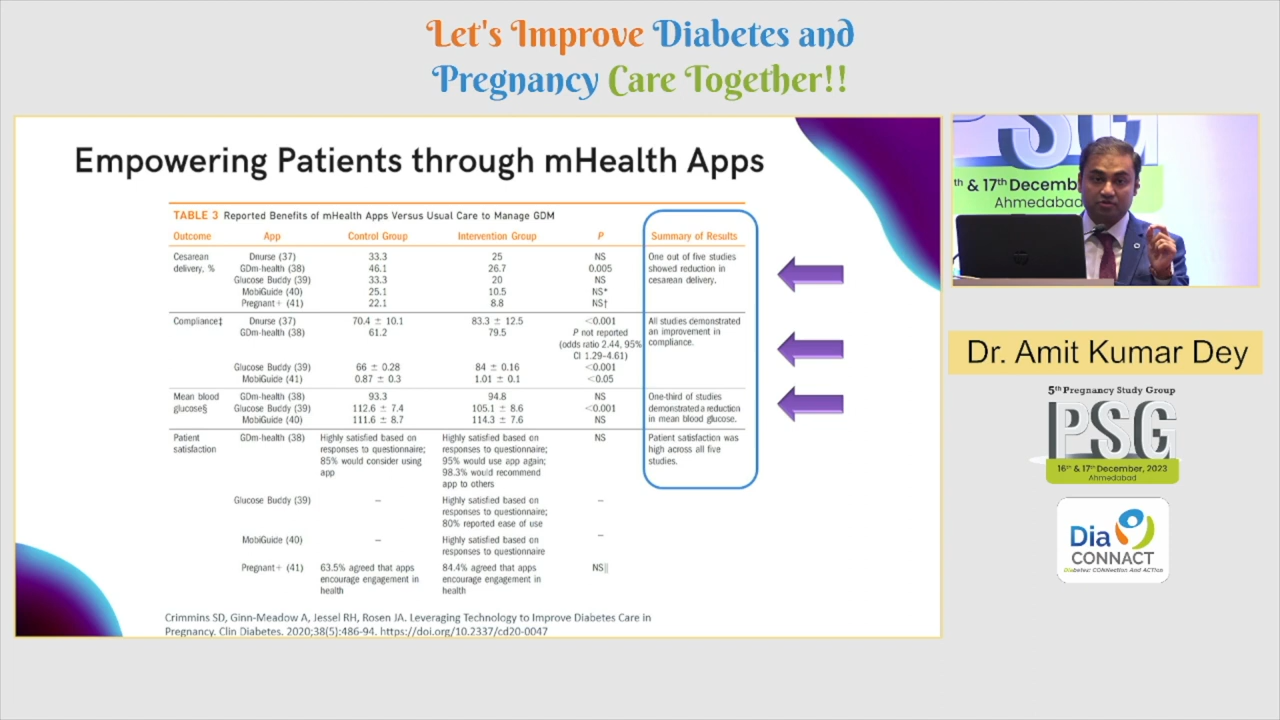 Let's Improve Diabetes and
Pregnancy Care Together!!
Empowering Patients through mHealth Apps
TABLE 3 Reported Benefits of mHealth Apps Versus Usual Care to Manage GDM
Outcome App Control Group Intervention Group P Summary of Results
Cesarean Dnurse (37) 33.3 25 NS One out of five studies
delivery, % GDm-health (38) 46.1 26.7 0.005 showed reduction in
Glucose Buddy (39) 33.3 20 NS cesarean delivery.
MobiGuide (40) 25.1 10.5 NS*
Pregnant+ (41) 22.1 8.8 NS†
Compliance‡ Dnurse (37) 70.4 ± 10.1 83.3 ± 12.5 <0.001 All studies demonstrated
GDm-health (38) 61.2 79.5 P not reported an improvement in
(odds ratio 2.44, 95% compliance.
CI 1.29–4.61)
Glucose Buddy (39) 66 ± 0.28 84 ± 0.16 <0.001
MobiGuide (41) 0.87 ± 0.3 1.01 ± 0.1 <0.05
Mean blood GDm-health (38) 93.3 94.8 NS One-third of studies
glucose§ Glucose Buddy (39) 112.6 ± 7.4 105.1 ± 8.6 <0.001 demonstrated a reduction
MobiGuide (40) 111.6 ± 8.7 114.3 ± 7.6 NS in mean blood glucose.
Patient GDm-health (38) Highly satisfied based on Highly satisfied based on NS Patient satisfaction was
satisfaction responses to questionnaire; responses to questionnaire; high across all five
85% would consider using 95% would use app again; studies.
app 98.3% would recommend
app to others
Glucose Buddy (39) – Highly satisfied based on –
responses to questionnaire;
80% reported ease of use
MobiGuide (40) – Highly satisfied based on –
responses to questionnaire
Pregnant+ (41) 63.5% agreed that apps 84.4% agreed that apps NS||
encourage engagement in encourage engagement in
health health
Crimmins SD, Ginn-Meadow A, Jessel RH, Rosen JA. Leveraging Technology to Improve Diabetes Care in
Pregnancy. Clin Diabetes. 2020;38(5):486-94. https://doi.org/10.2337/cd20-0047
PSG
th & 17th Decemb
Ahmedabad
Dr. Amit Kumar Dey
5th Pregnancy Study Group
PSG
16th & 17th December, 2023
Ahmedabad
Dia
CONNACT
Diabetes: CONNection And ACTion